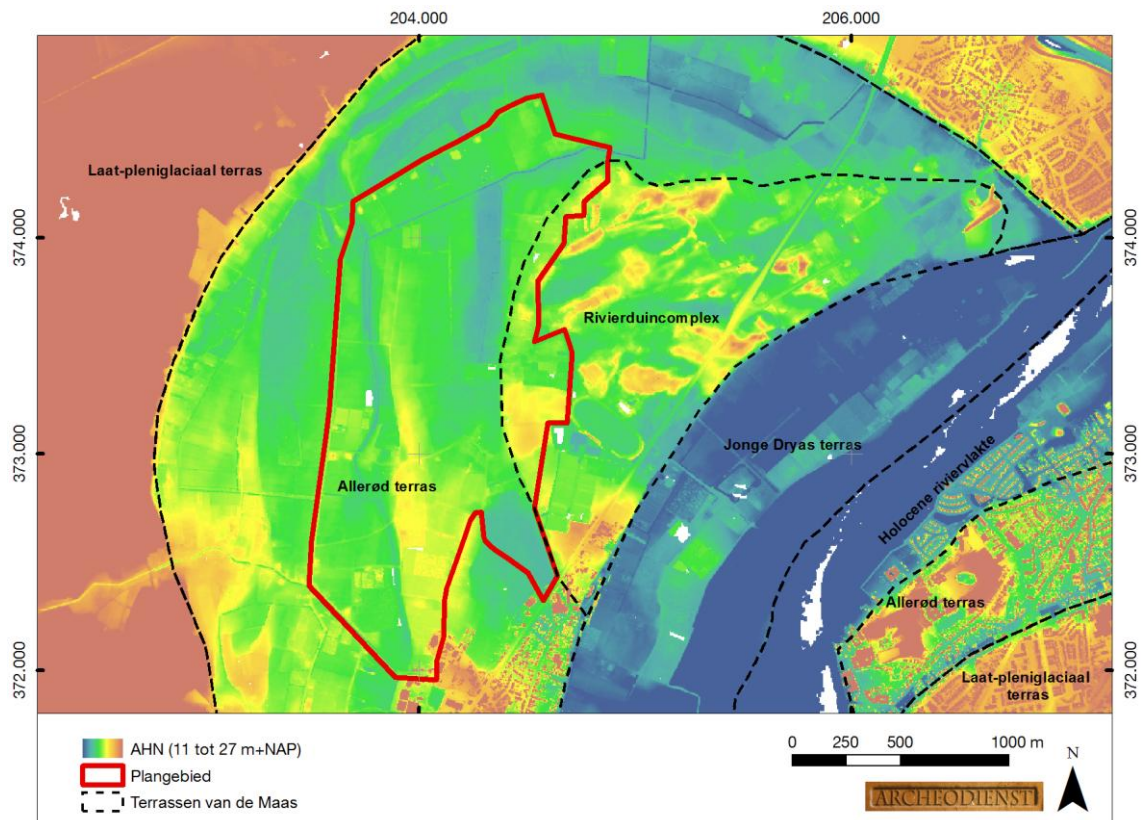 204.000
206.000
Laat-pleniglaciaal terras
374.000
374.000
Rivierduincomplex
373.000
373.000
Jonge Dryas terras
Allerød terras
Holocene riviervlakte
Allerød terras
372.000
372.000
Laat-pleniglaciaal
terras
AHN (11 tot 27 m+NAP)
Plangebied
Terrassen van de Maas
0 250 500 1000 m
N
ARCHEODIENST